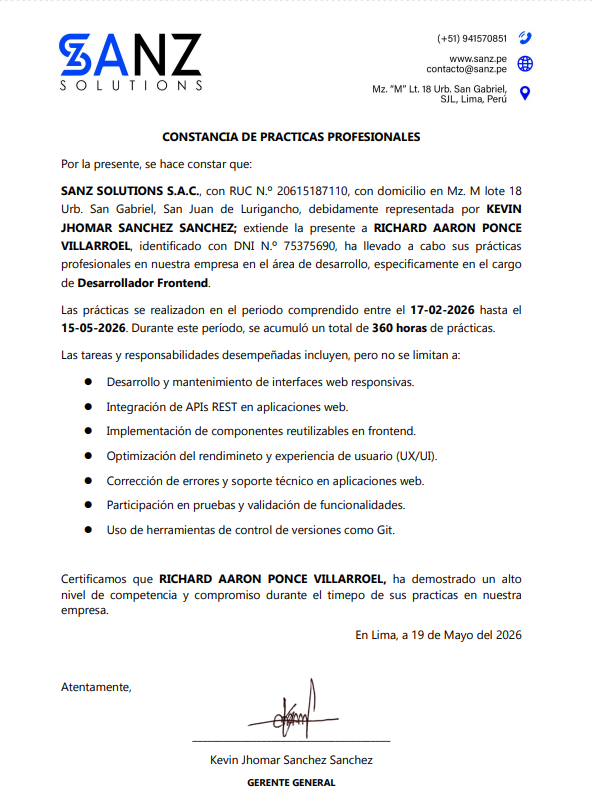 SANZ
SOLUTIONS
(+51) 941570851
www.sanz.pe
contacto@sanz.pe
Mz. "M" Lt. 18 Urb. San Gabriel,
SJL, Lima, Perú
CONSTANCIA DE PRACTICAS PROFESIONALES
Por la presente, se hace constar que:
SANZ SOLUTIONS S.A.C., con RUC N.º 20615187110, con domicilio en Mz. M lote 18
Urb. San Gabriel, San Juan de Lurigancho, debidamente representada por KEVIN
JHOMAR SANCHEZ SANCHEZ; extiende la presente a RICHARD AARON PONCE
VILLARROEL, identificado con DNI N.º 75375690, ha llevado a cabo sus prácticas
profesionales en nuestra empresa en el área de desarrollo, especificamente en el cargo
de Desarrollador Frontend.
Las prácticas se realizadon en el periodo comprendido entre el 17-02-2026 hasta el
15-05-2026. Durante este período, se acumuló un total de 360 horas de prácticas.
Las tareas y responsabilidades desempeñadas incluyen, pero no se limitan a:
● Desarrollo y mantenimiento de interfaces web responsivas.
● Integración de APIs REST en aplicaciones web.
● Implementación de componentes reutilizables en frontend.
● Optimización del rendimineto y experiencia de usuario (UX/UI).
● Corrección de errores y soporte técnico en aplicaciones web.
● Participación en pruebas y validación de funcionalidades.
● Uso de herramientas de control de versiones como Git.
Certificamos que RICHARD AARON PONCE VILLARROEL, ha demostrado un alto
nivel de competencia y compromiso durante el timepo de sus practicas en nuestra
empresa.
En Lima, a 19 de Mayo del 2026
Atentamente,
Kevin Jhomar Sanchez Sanchez
GERENTE GENERAL